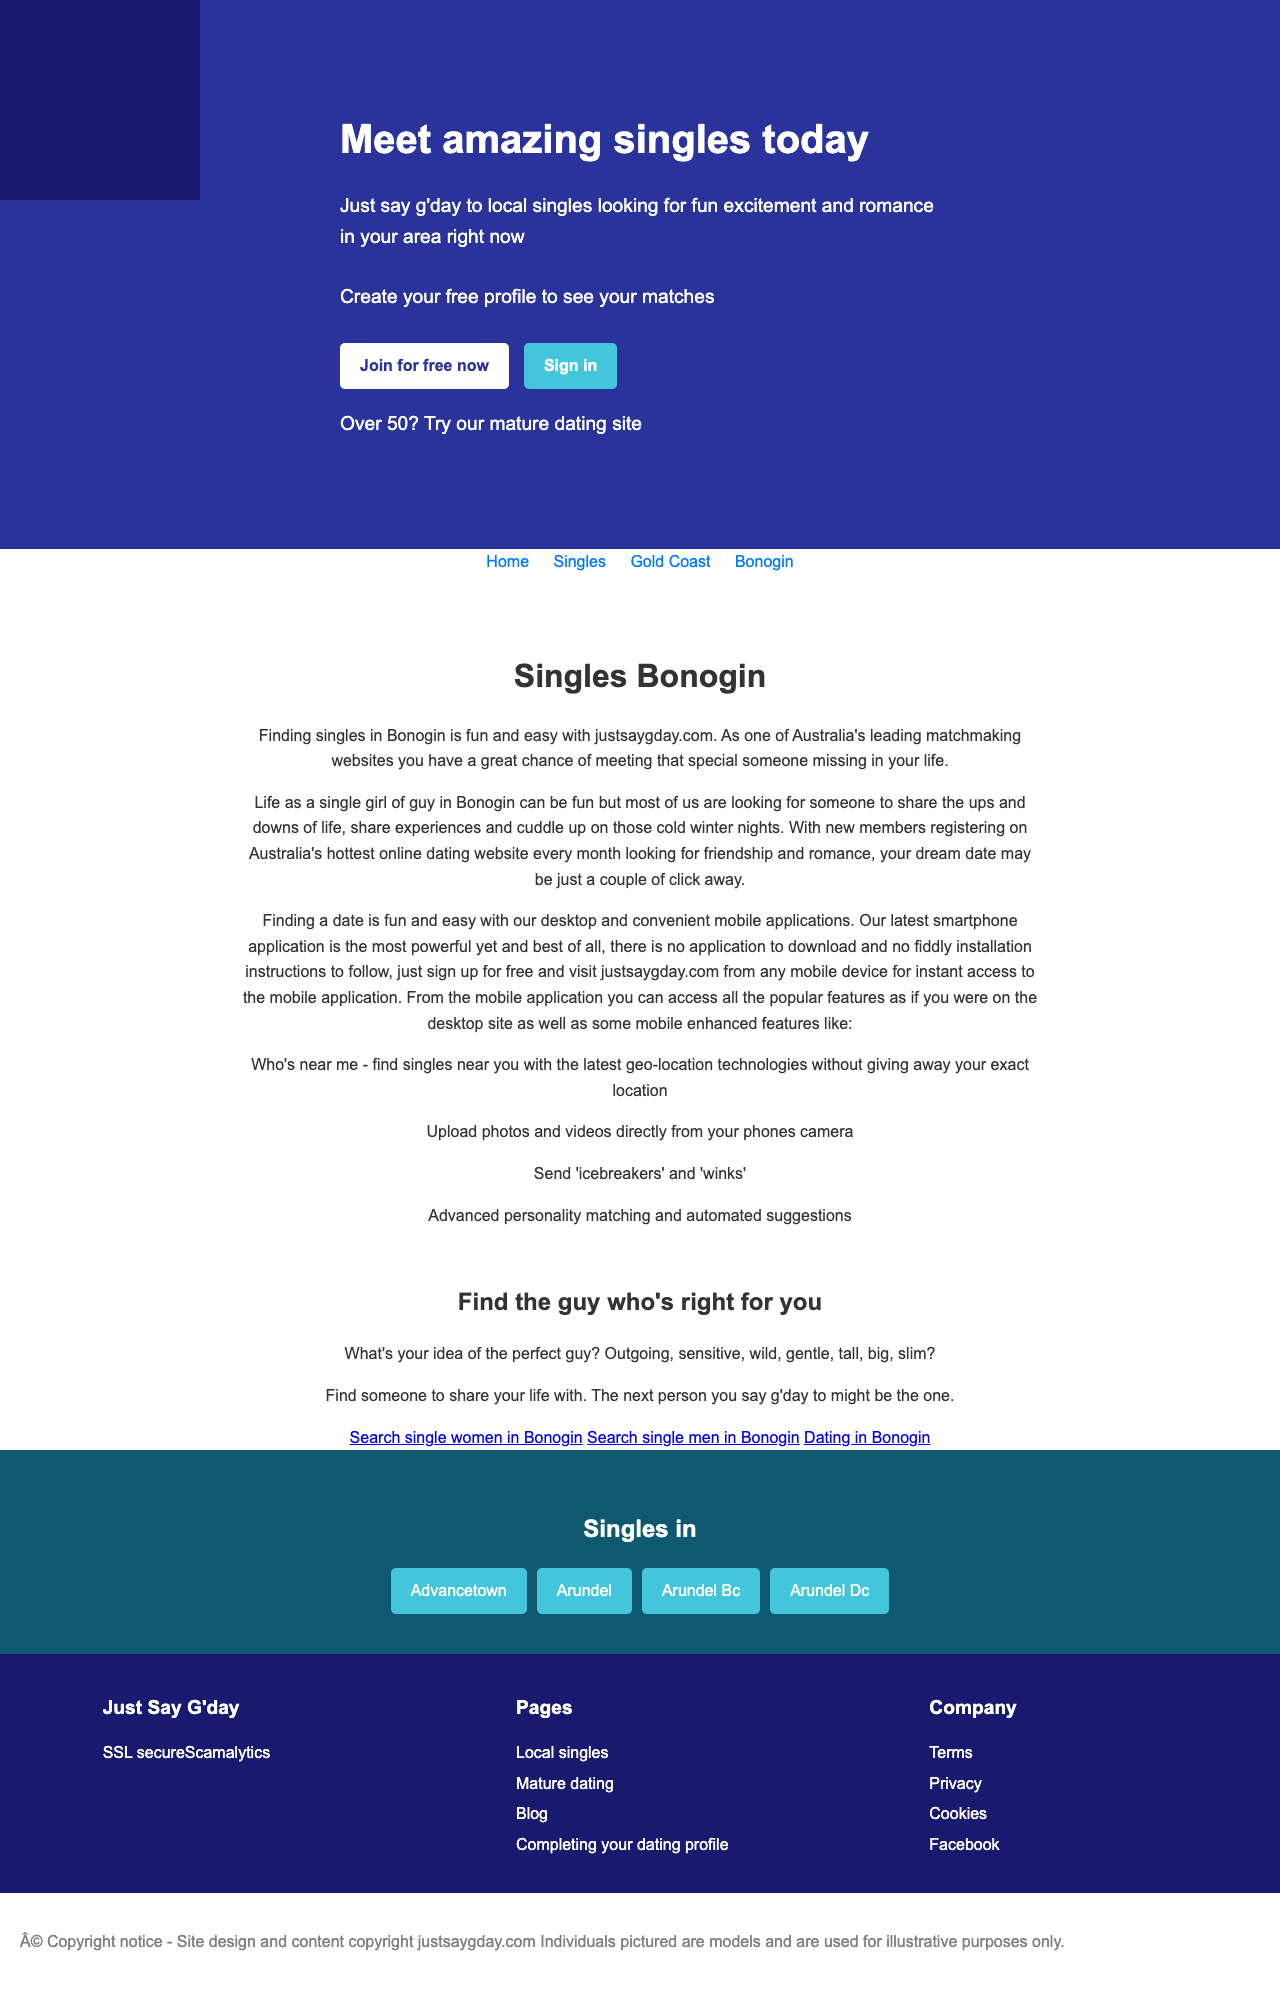 Meet amazing singles today
Just say g'day to local singles looking for fun excitement and romance
in your area right now
Create your free profile to see your matches
Join for free now
Sign in
Over 50? Try our mature dating site
Home Singles Gold Coast Bonogin
Singles Bonogin
Finding singles in Bonogin is fun and easy with justsaygday.com. As one of Australia's leading matchmaking
websites you have a great chance of meeting that special someone missing in your life.
Life as a single girl of guy in Bonogin can be fun but most of us are looking for someone to share the ups and
downs of life, share experiences and cuddle up on those cold winter nights. With new members registering on
Australia's hottest online dating website every month looking for friendship and romance, your dream date may
be just a couple of click away.
Finding a date is fun and easy with our desktop and convenient mobile applications. Our latest smartphone
application is the most powerful yet and best of all, there is no application to download and no fiddly installation
instructions to follow, just sign up for free and visit justsaygday.com from any mobile device for instant access to
the mobile application. From the mobile application you can access all the popular features as if you were on the
desktop site as well as some mobile enhanced features like:
Who's near me - find singles near you with the latest geo-location technologies without giving away your exact
location
Upload photos and videos directly from your phones camera
Send 'icebreakers' and 'winks'
Advanced personality matching and automated suggestions
Find the guy who's right for you
What's your idea of the perfect guy? Outgoing, sensitive, wild, gentle, tall, big, slim?
Find someone to share your life with. The next person you say g'day to might be the one.
Search single women in Bonogin Search single men in Bonogin Dating in Bonogin
Singles in
Advancetown
Arundel
Arundel Bc
Arundel Dc
Just Say G'day
SSL secureScamalytics
Pages
Local singles
Mature dating
Blog
Completing your dating profile
Company
Terms
Privacy
Cookies
Facebook
Â© Copyright notice - Site design and content copyright justsaygday.com Individuals pictured are models and are used for illustrative purposes only.